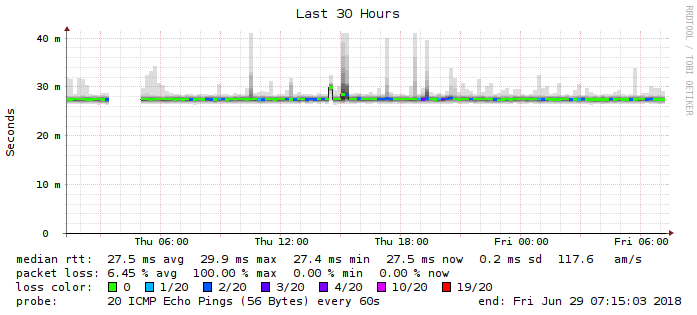 Last 30 Hours
RRDTOOL / TOBI OETIKER
Seconds
40 m
30 m
20 m
10 m
0
Thu 06:00 Thu 12:00 Thu 18:00 Fri 00:00 Fri 06:00
median rtt: 27.5 ms avg 29.9 ms max 27.4 ms min 27.5 ms now 0.2 ms sd 117.6 am/s
packet loss: 6.45 % avg 100.00 % max 0.00 % min 0.00 % now
loss color: 0 1/20 2/20 3/20 4/20 10/20 19/20
probe: 20 ICMP Echo Pings (56 Bytes) every 60s end: Fri Jun 29 07:15:03 2018